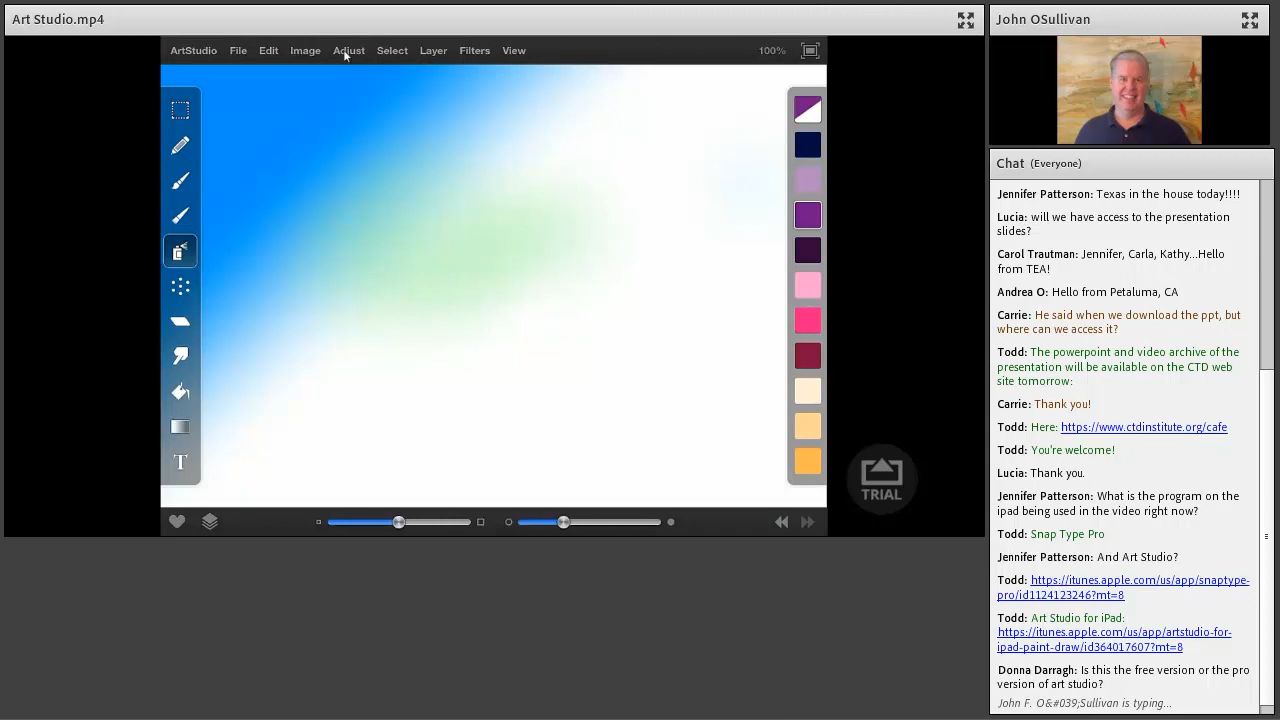 Art Studio.mp4
ArtStudio File Edit Image Adjust Select Layer Filters View 100%
T
TRIAL
John OSullivan
Chat (Everyone)
Jennifer Patterson: Texas in the house today!!!!
Lucia: will we have access to the presentation
slides?
Carol Trautman: Jennifer, Carla, Kathy...Hello
from TEA!
Andrea O: Hello from Petaluma, CA
Carrie: He said when we download the ppt, but
where can we access it?
Todd: The powerpoint and video archive of the
presentation will be available on the CTD web
site tomorrow:
Carrie: Thank you!
Todd: Here: https://www.ctdinstitute.org/cafe
Todd: You're welcome!
Lucia: Thank you.
Jennifer Patterson: What is the program on the
ipad being used in the video right now?
Todd: Snap Type Pro
Jennifer Patterson: And Art Studio?
Todd: https://itunes.apple.com/us/app/snaptype-
pro/id1124123246?mt=8
Todd: Art Studio for iPad:
https://itunes.apple.com/us/app/artstudio-for-
ipad-paint-draw/id364017607?mt=8
Donna Darragh: Is this the free version or the pro
version of art studio?
John F. O&#039;Sullivan is typing...